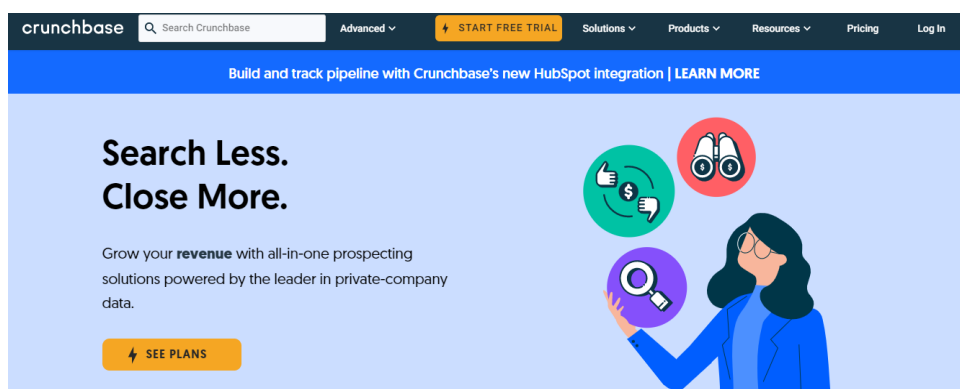 crunchbase Search Crunchbase Advanced START FREE TRIAL Solutions Products Resources Pricing Log In
Build and track pipeline with Crunchbase's new HubSpot integration | LEARN MORE
Search Less.
Close More.
Grow your revenue with all-in-one prospecting
solutions powered by the leader in private-company
data.
SEE PLANS
$
$ $